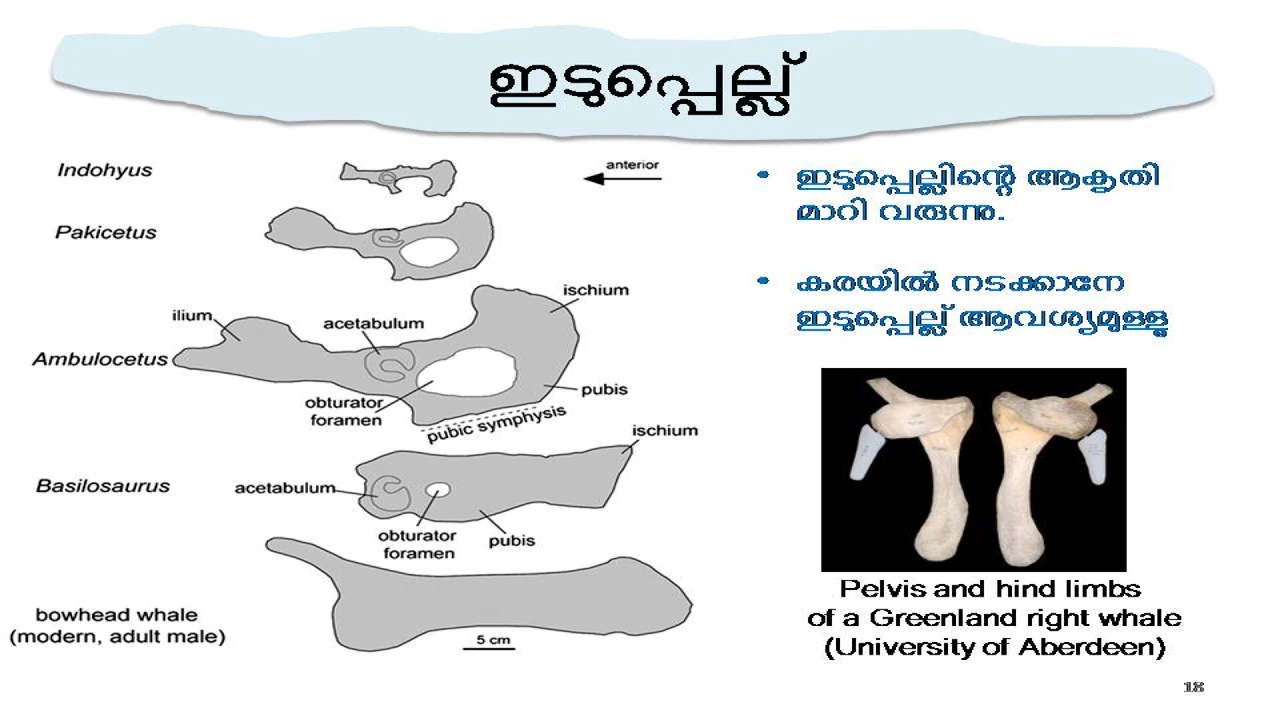 ഇടുപ്പെല്ല്
Indohyus
anterior
Pakicetus
ischium
ilium
acetabulum
Ambulocetus
pubis
obturator
foramen
pubic symphysis
ischium
Basilosaurus
acetabulum
obturator
foramen
pubis
bowhead whale
(modern, adult male)
5 cm
• ഇടുപ്പെല്ലിന്റെ ആകൃതി
മാറി വരുന്നു.
• കരയിൽ നടക്കാനേ
ഇടുപ്പെല്ല് ആവശ്യമുള്ളൂ
Pelvis and hind limbs
of a Greenland right whale
(University of Aberdeen)
18